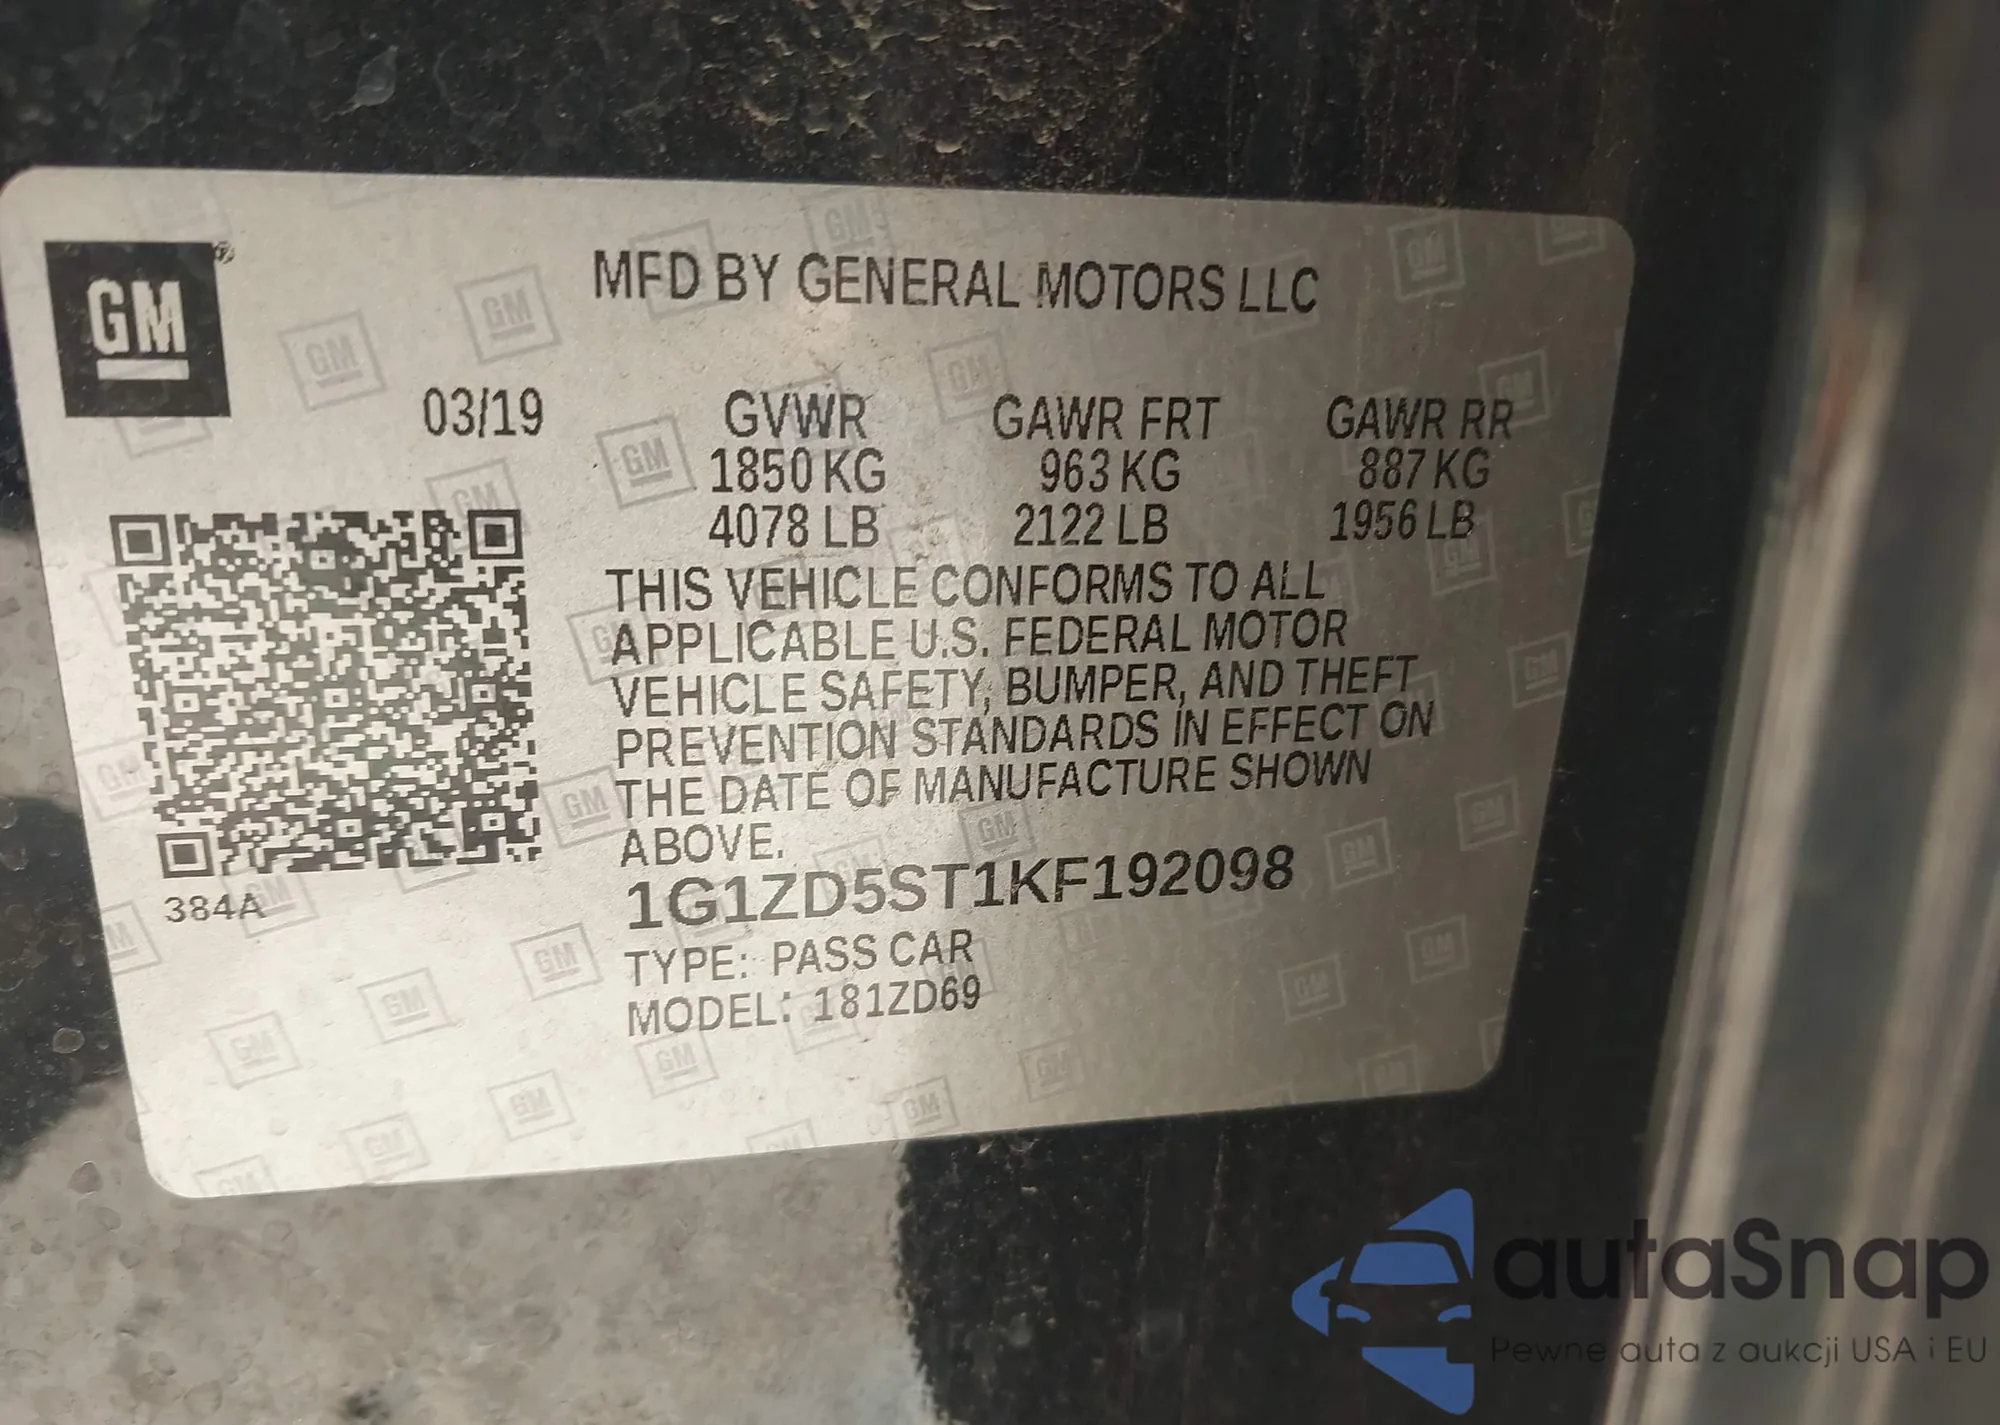 GM
MFD BY GENERAL MOTORS LLC
03/19
GVWR GAWR FRT GAWR RR
1850 KG 963 KG 887 KG
4078 LB 2122 LB 1956 LB
THIS VEHICLE CONFORMS TO ALL
APPLICABLE U.S. FEDERAL MOTOR
VEHICLE SAFETY, BUMPER, AND THEFT
PREVENTION STANDARDS IN EFFECT ON
THE DATE OF MANUFACTURE SHOWN
ABOVE.
384A
1G1ZD5ST1KF192098
TYPE: PASS CAR
MODEL: 181ZD69
autaSnap
Pewne auta z aukcji USA i EU